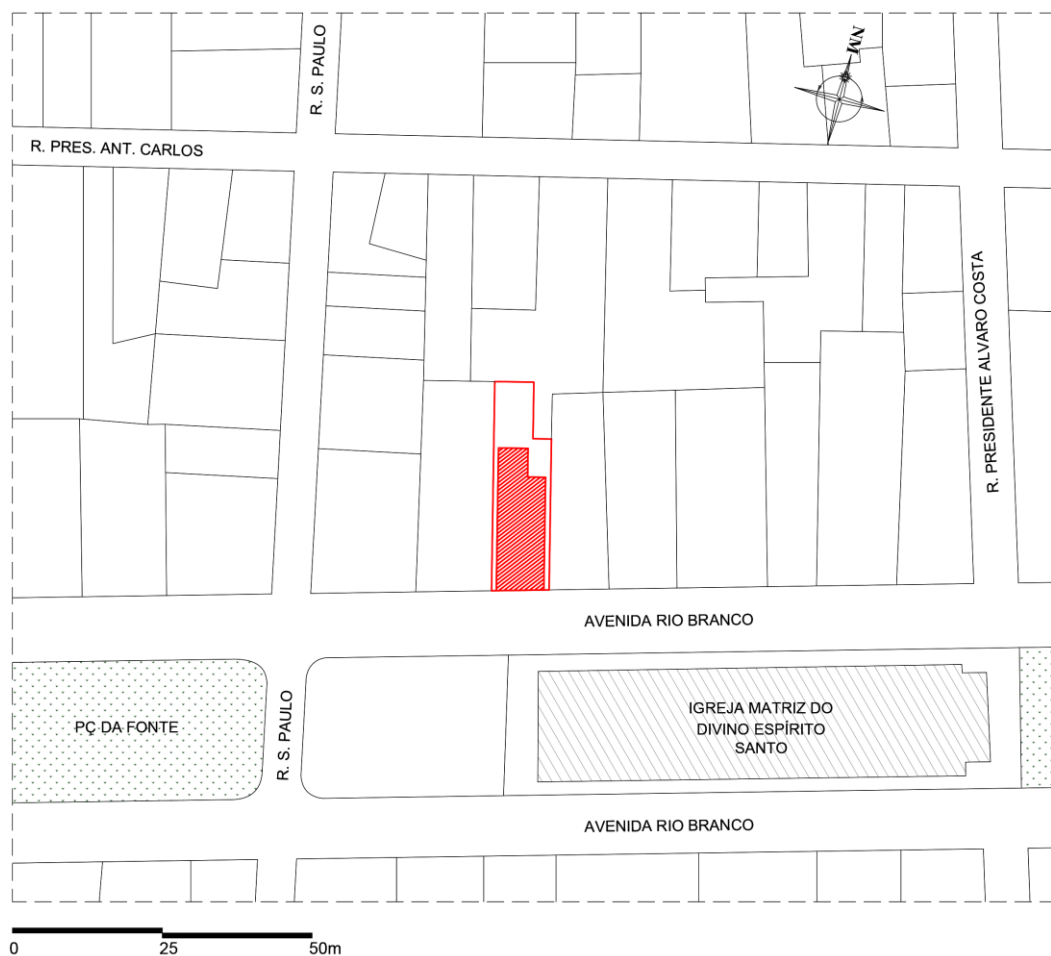 R. S. PAULO
NM
R. PRES. ANT. CARLOS
R. PRESIDENTE ALVARO COSTA
AVENIDA RIO BRANCO
PÇ DA FONTE
R. S. PAULO
IGREJA MATRIZ DO
DIVINO ESPÍRITO
SANTO
AVENIDA RIO BRANCO
0 25 50m